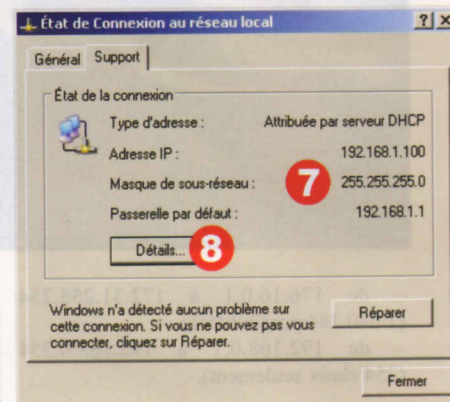 État de Connexion au réseau local
Général Support
État de la connexion
Type d'adresse : Attribuée par serveur DHCP
Adresse IP : 192.168.1.100
Masque de sous-réseau : 7 255.255.255.0
Passerelle par défaut : 192.168.1.1
Détails... 8
Windows n'a détecté aucun problème sur
cette connexion. Si vous ne pouvez pas vous
connecter, cliquez sur Réparer.
Réparer
Fermer